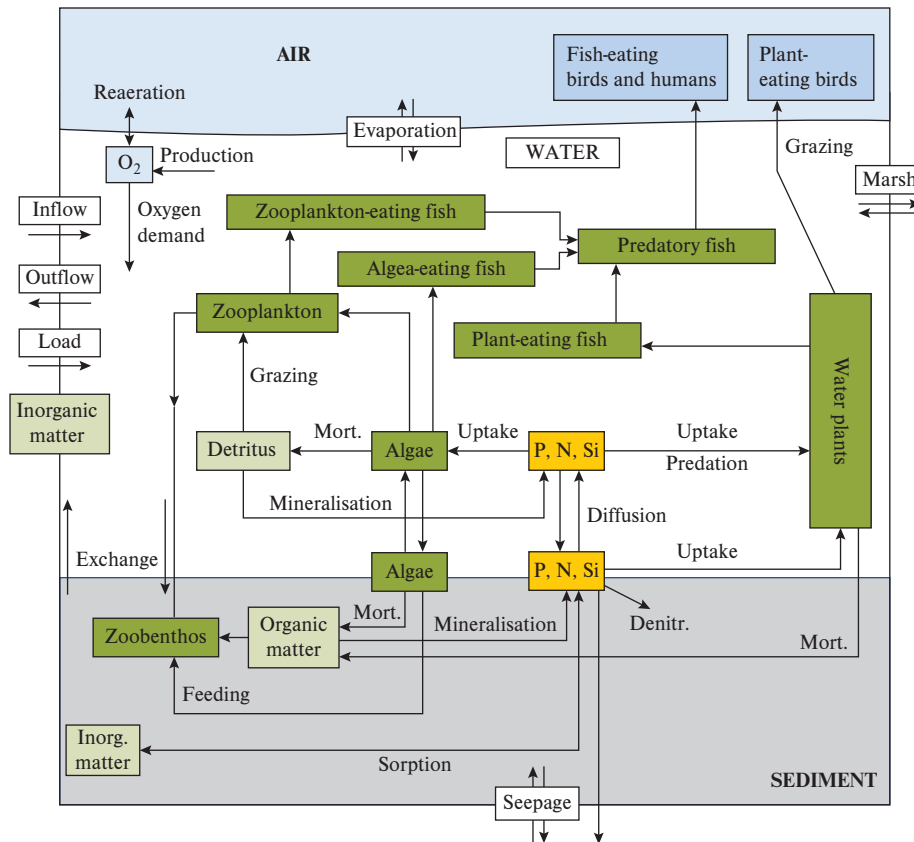 AIR
Fish-eating
birds and humans
Plant-
eating birds
Reaeration
Evaporation
WATER
Grazing
O2
Production
Marsh
Inflow
Oxygen
demand
Zooplankton-eating fish
Predatory fish
Algea-eating fish
Outflow
Zooplankton
Load
Plant-eating fish
Grazing
Water plants
Inorganic
matter
Detritus
Mort.
Algae
Uptake
P, N, Si
Uptake
Predation
Mineralisation
Diffusion
Exchange
Algae
P, N, Si
Uptake
Zoobenthos
Organic
matter
Mort.
Mineralisation
Denitr.
Mort.
Feeding
Inorg.
matter
Sorption
SEDIMENT
Seepage